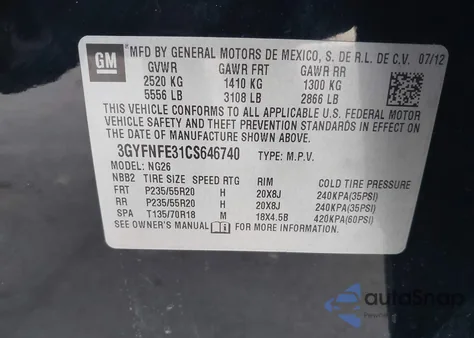 GM
MFD BY GENERAL MOTORS DE MEXICO, S. DE R.L. DE C.V. 07/12
GVWR GAWR FRT GAWR RR
2520 KG 1410 KG 1300 KG
5556 LB 3108 LB 2866 LB
THIS VEHICLE CONFORMS TO ALL APPLICABLE U.S. FEDERAL MOTOR
VEHICLE SAFETY AND THEFT PREVENTION STANDARDS IN EFFECT ON THE
DATE OF MANUFACTURE SHOWN ABOVE.
3GYFNFE31CS646740 TYPE: M.P.V.
MODEL: NG26
NBB2 TIRE SIZE SPEED RTG RIM COLD TIRE PRESSURE
FRT P235/55R20 H 20X8J 240KPA(35PSI)
RR P235/55R20 H 20X8J 240KPA(35PSI)
SPA T135/70R18 M 18X4.5B 420KPA(60PSI)
SEE OWNER'S MANUAL
autoSnap